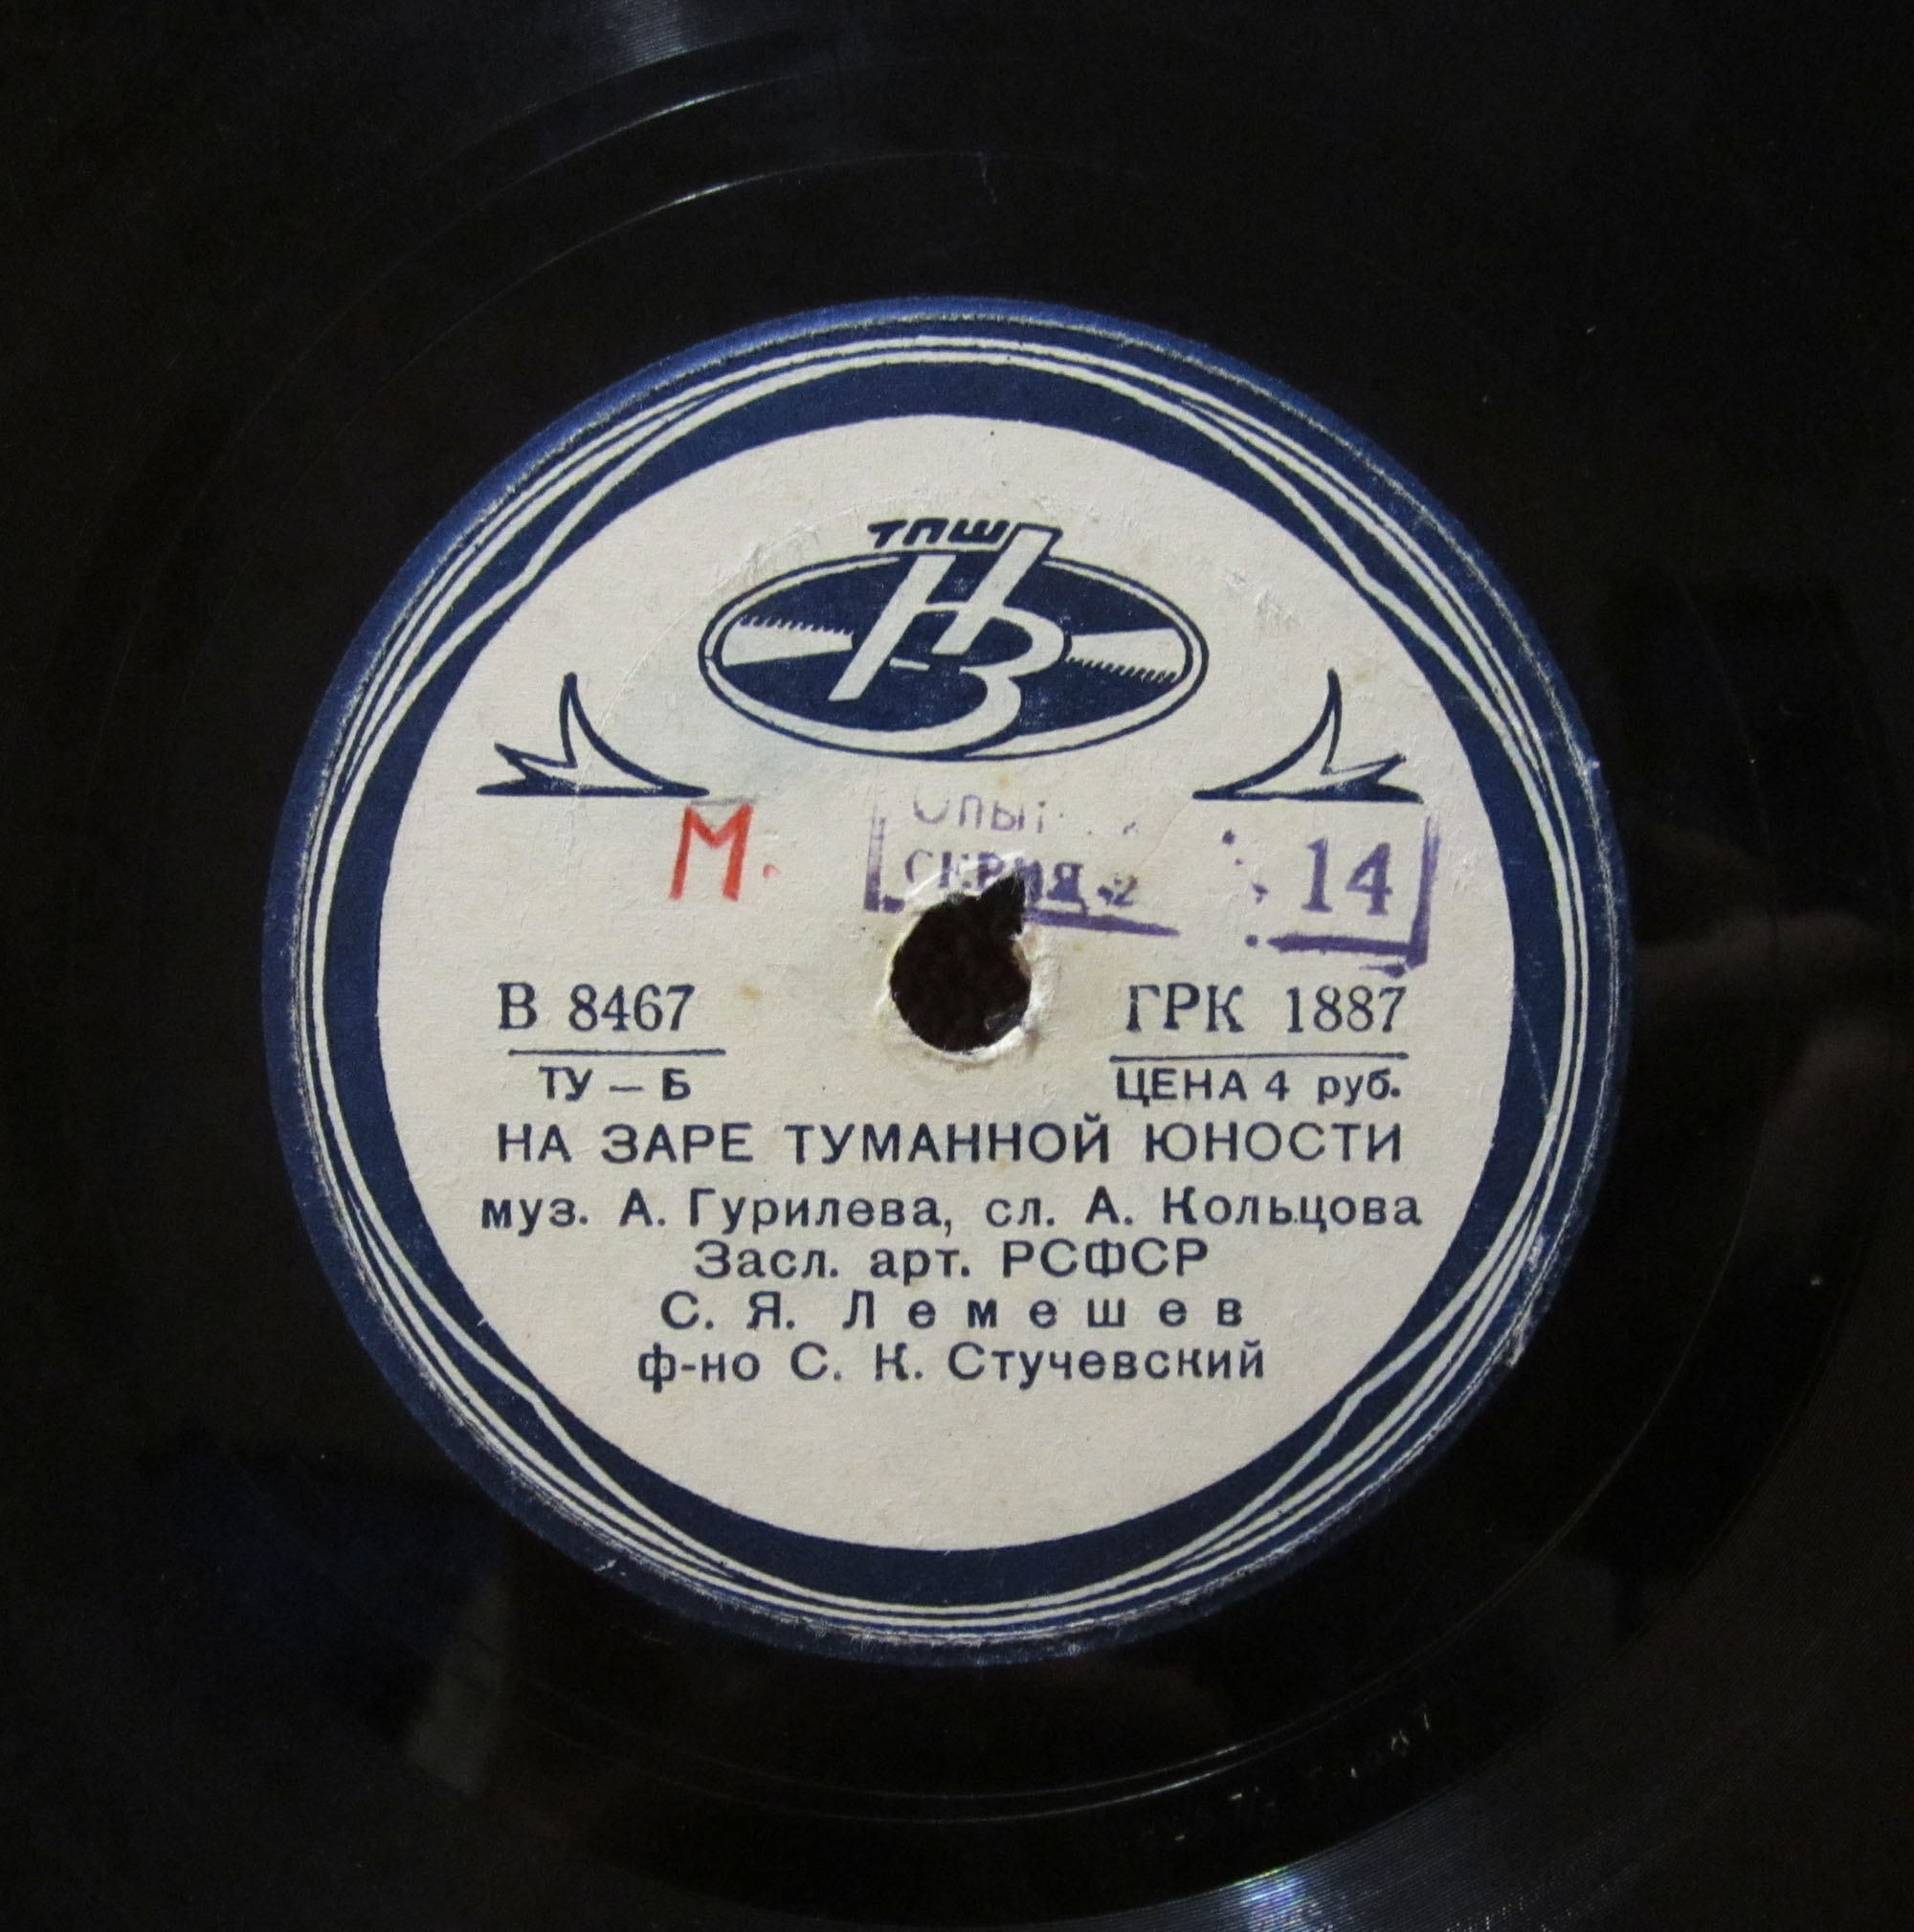 ТПШ
НЗ
М.
СЕРИЯ-2
14
В 8467
ГРК 1887
ТУ — Б
ЦЕНА 4 руб.
НА ЗАРЕ ТУМАННОЙ ЮНОСТИ
муз. А. Гурилева, сл. А. Кольцова
Засл. арт. РСФСР
С. Я. Лемешев
ф-но С. К. Стучевский